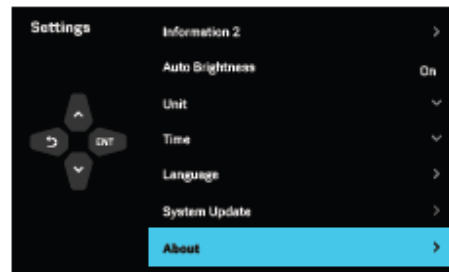 Settings
Information 2
Auto Brightness On
Unit
Time
ENT
Language
System Update
About